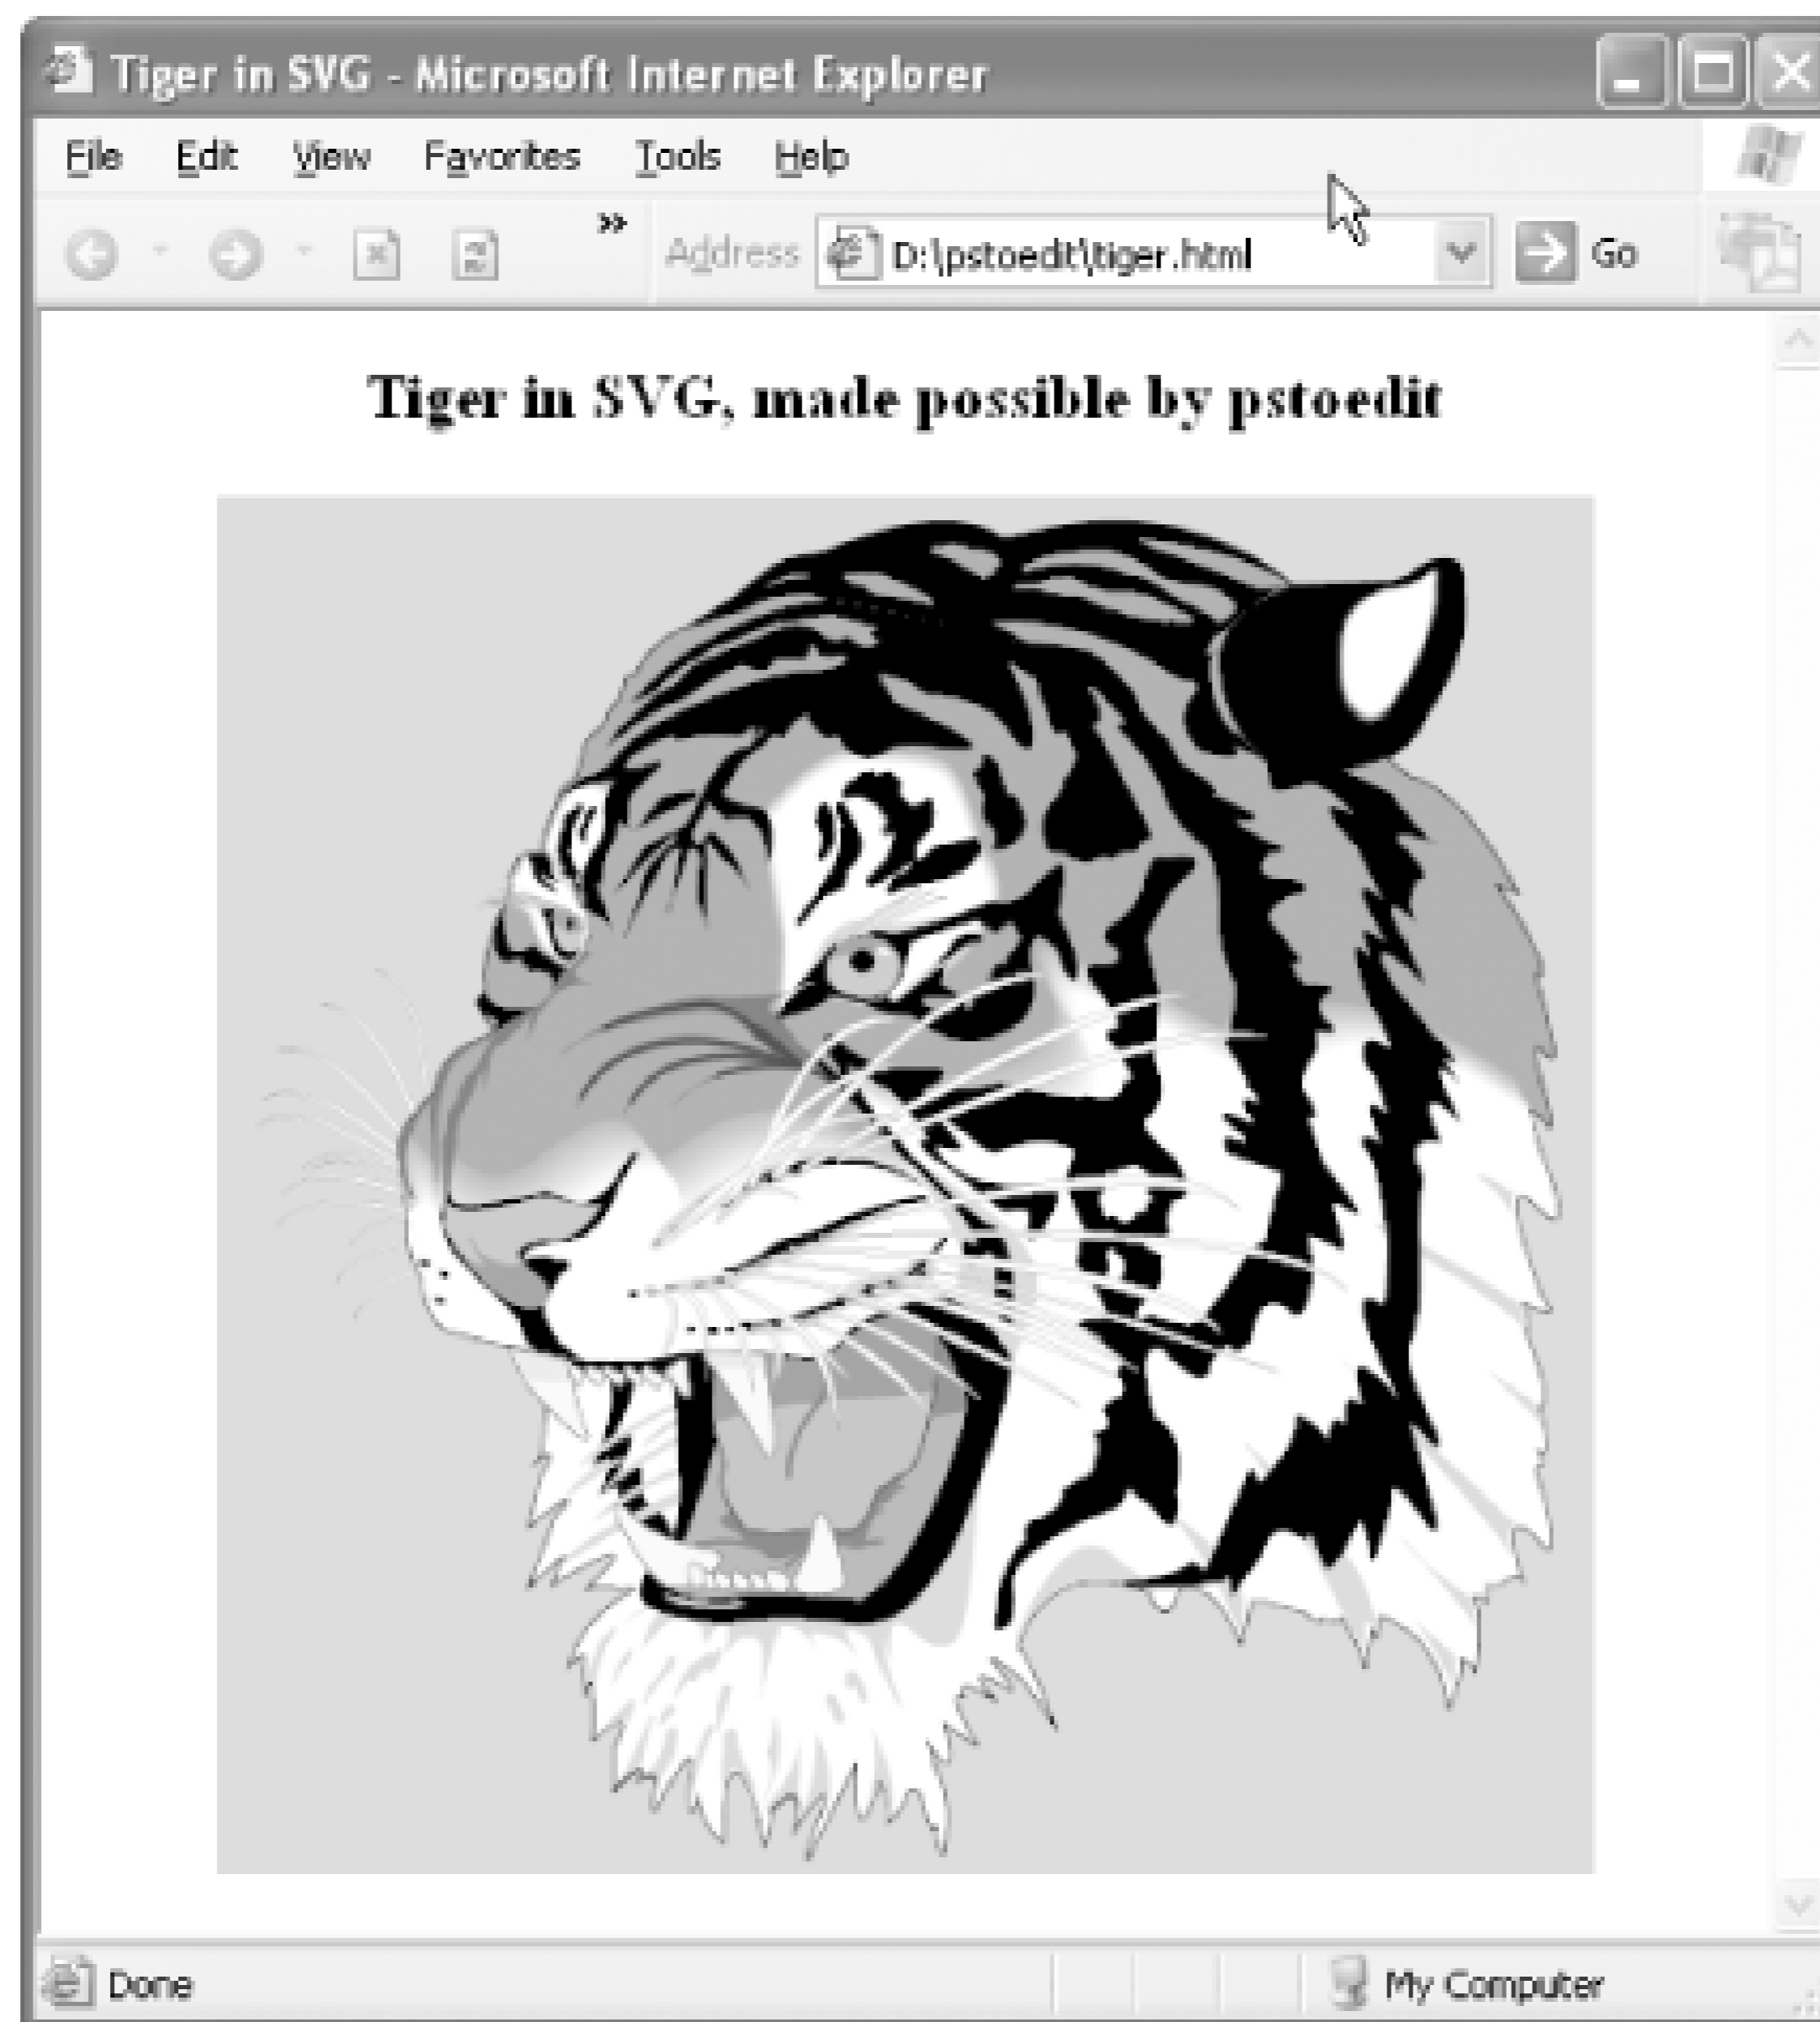 Tiger in SVG - Microsoft Internet Explorer
File Edit View Favorites Tools Help
» Address D:\pstoedit\tiger.html Go
Tiger in SVG, made possible by pstoedit
Done My Computer